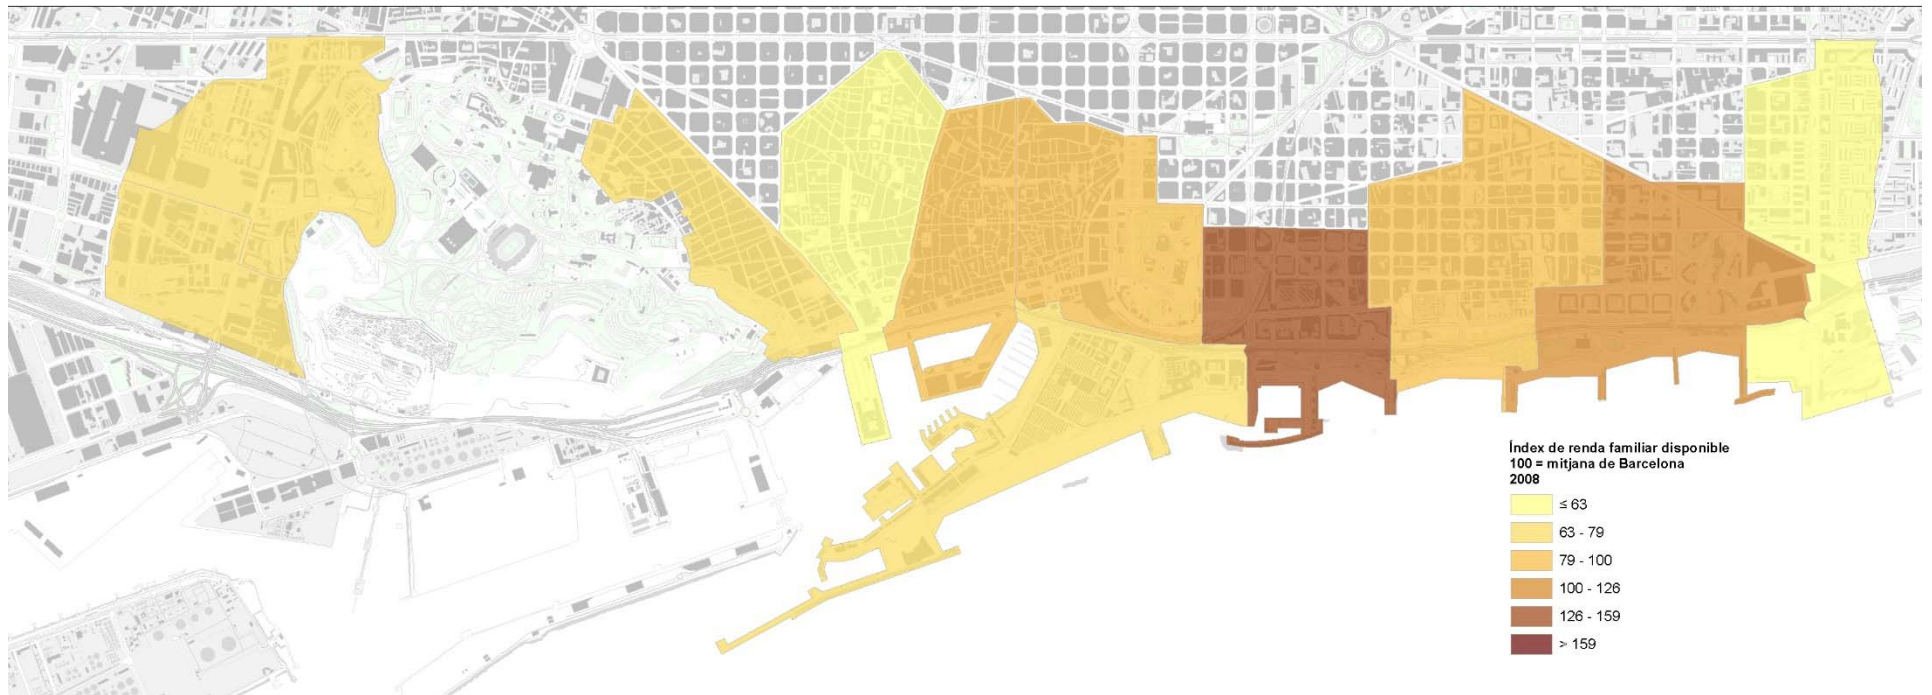 Índex de renda familiar disponible
100 = mitjana de Barcelona
2008
≤ 63
63 - 79
79 - 100
100 - 126
126 - 159
> 159